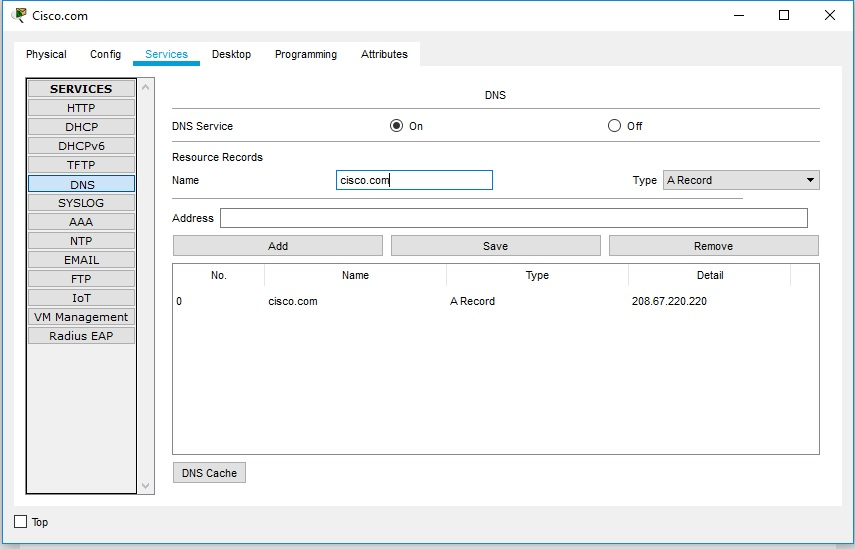 Cisco.com
Physical Config Services Desktop Programming Attributes
SERVICES
HTTP
DHCP
DHCPv6
TFTP
DNS
SYSLOG
AAA
NTP
EMAIL
FTP
IoT
VM Management
Radius EAP
DNS
DNS Service On Off
Resource Records
Name cisco.com Type A Record
Address
Add Save Remove
No. Name Type Detail
0 cisco.com A Record 208.67.220.220
DNS Cache
Top